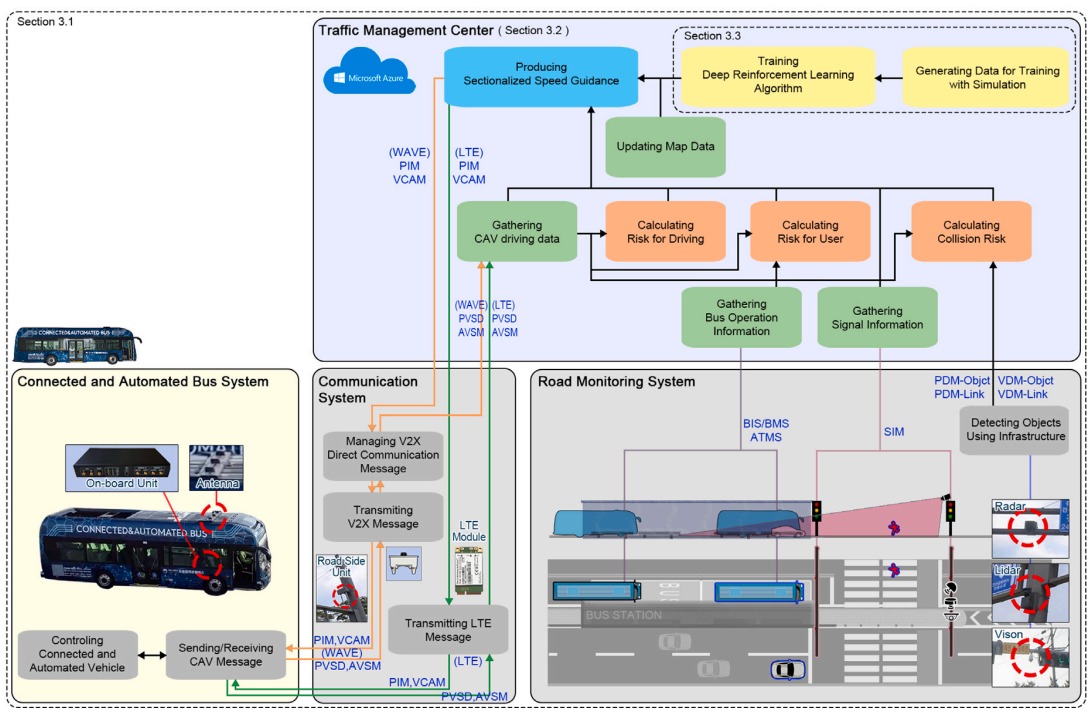 Section 3.1
Traffic Management Center ( Section 3.2 )
Microsoft Azure
Producing
Sectionalized Speed Guidance
Section 3.3
Training
Deep Reinforcement Learning
Algorithm
Generating Data for Training
with Simulation
Updating Map Data
(WAVE)
PIM
VCAM
(LTE)
PIM
VCAM
Gathering
CAV driving data
Calculating
Risk for Driving
Calculating
Risk for User
Calculating
Collision Risk
(WAVE)
PVSD
AVSM
(LTE)
PVSD
AVSM
Gathering
Bus Operation
Information
Gathering
Signal Information
CONNECTED&AUTOMATED BUS
Connected and Automated Bus System
On-board Unit
Antenna
CONNECTED&AUTOMATED BUS
Controling
Connected and
Automated Vehicle
Sending/Receiving
CAV Message
Communication
System
Managing V2X
Direct Communication
Message
Transmiting
V2X Message
Road Side
Unit
LTE
Module
Transmitting LTE
Message
PIM,VCAM
(WAVE)
PVSD,AVSM
(LTE)
PIM,VCAM
PVSD,AVSM
Road Monitoring System
PDM-Objct
PDM-Link
VDM-Objct
VDM-Link
BIS/BMS
ATMS
SIM
Detecting Objects
Using Infrastructure
Radar
Lidar
Vison
BUS STATION